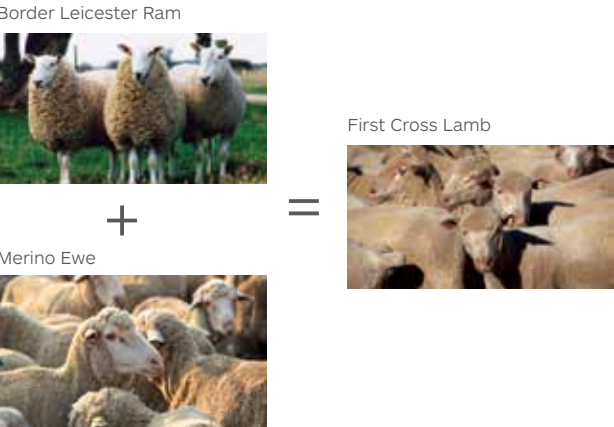 Border Leicester Ram
+
Merino Ewe
=
First Cross Lamb